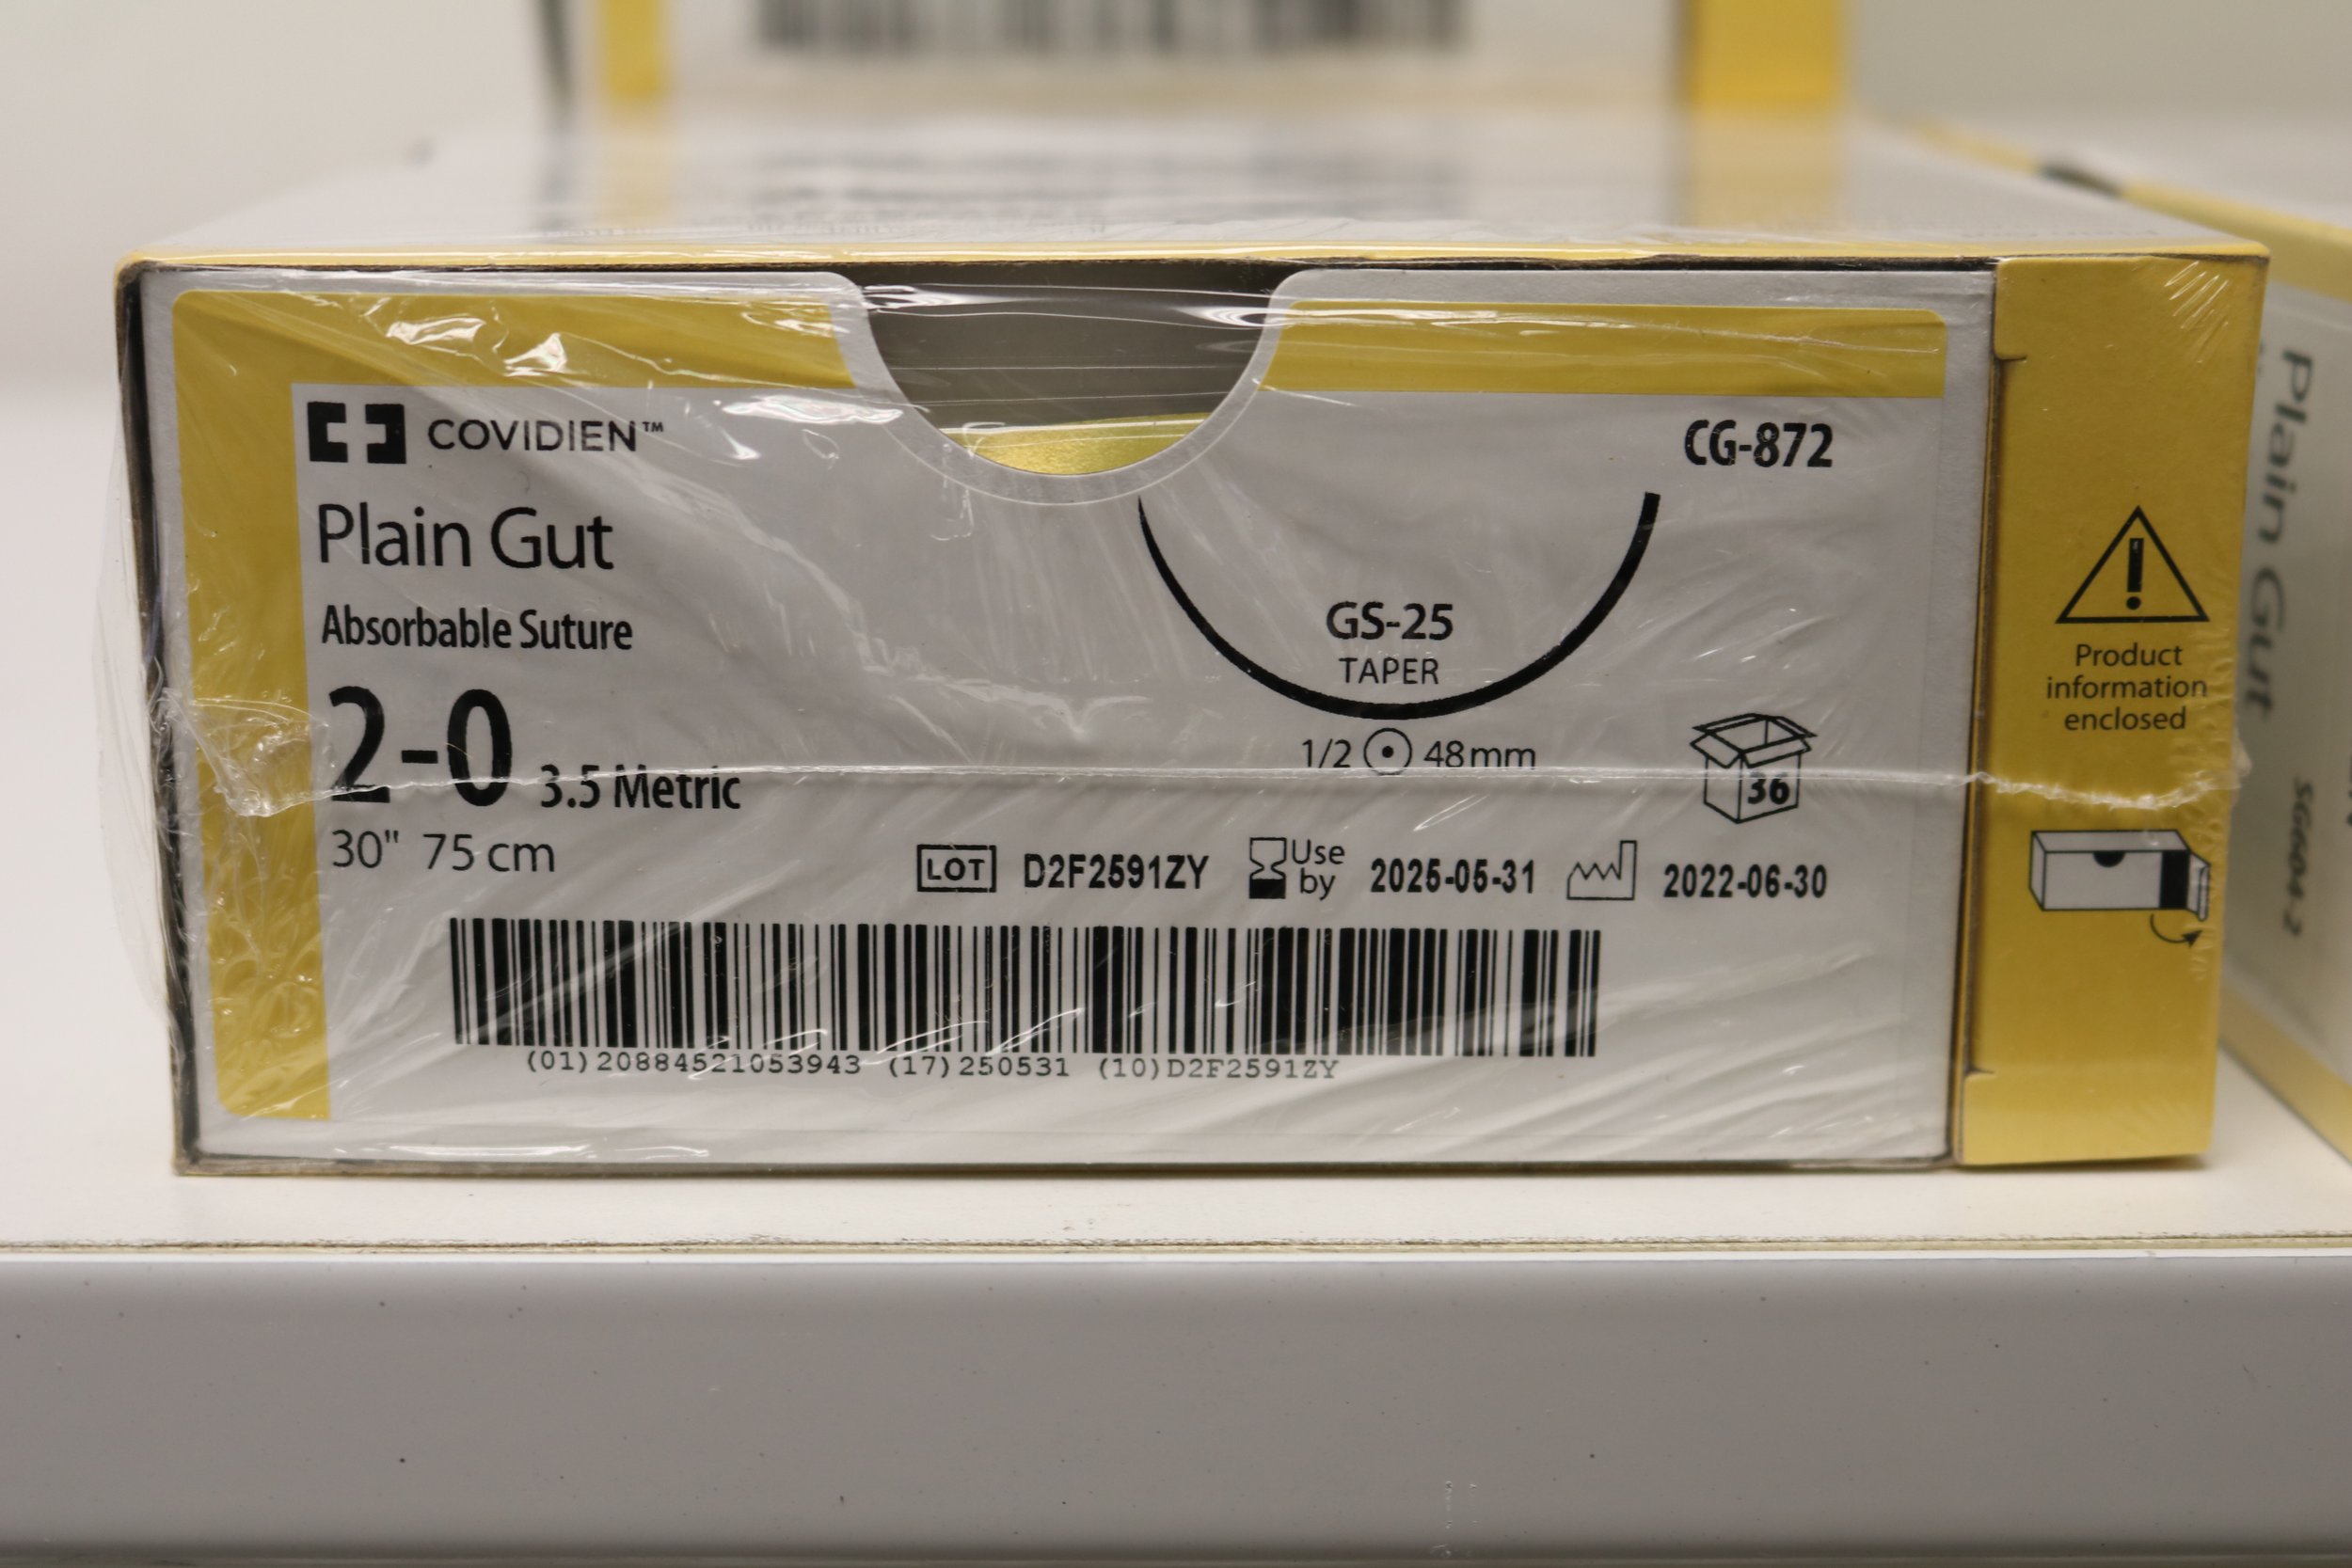 COVIDIEN™
Plain Gut
Absorbable Suture
2-0 3.5 Metric
30" 75 cm
CG-872
GS-25
TAPER
1/2 48mm
36
LOT D2F2591ZY Use by 2025-05-31 2022-06-30
(01)20884521053943 (17)250531 (10)D2F2591ZY
!
Product
information
enclosed
Plain Gut
SG604-2